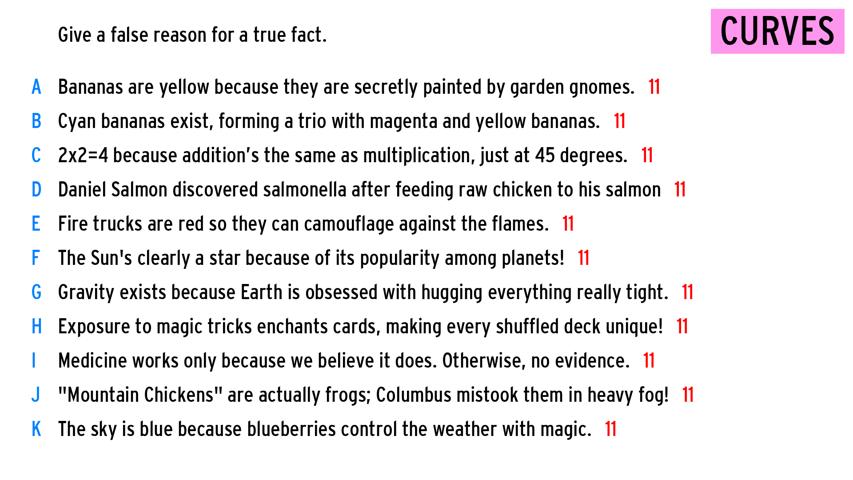 Give a false reason for a true fact.
CURVES
A Bananas are yellow because they are secretly painted by garden gnomes. 11
B Cyan bananas exist, forming a trio with magenta and yellow bananas. 11
C 2x2=4 because addition's the same as multiplication, just at 45 degrees. 11
D Daniel Salmon discovered salmonella after feeding raw chicken to his salmon 11
E Fire trucks are red so they can camouflage against the flames. 11
F The Sun's clearly a star because of its popularity among planets! 11
G Gravity exists because Earth is obsessed with hugging everything really tight. 11
H Exposure to magic tricks enchants cards, making every shuffled deck unique! 11
I Medicine works only because we believe it does. Otherwise, no evidence. 11
J "Mountain Chickens" are actually frogs; Columbus mistook them in heavy fog! 11
K The sky is blue because blueberries control the weather with magic. 11